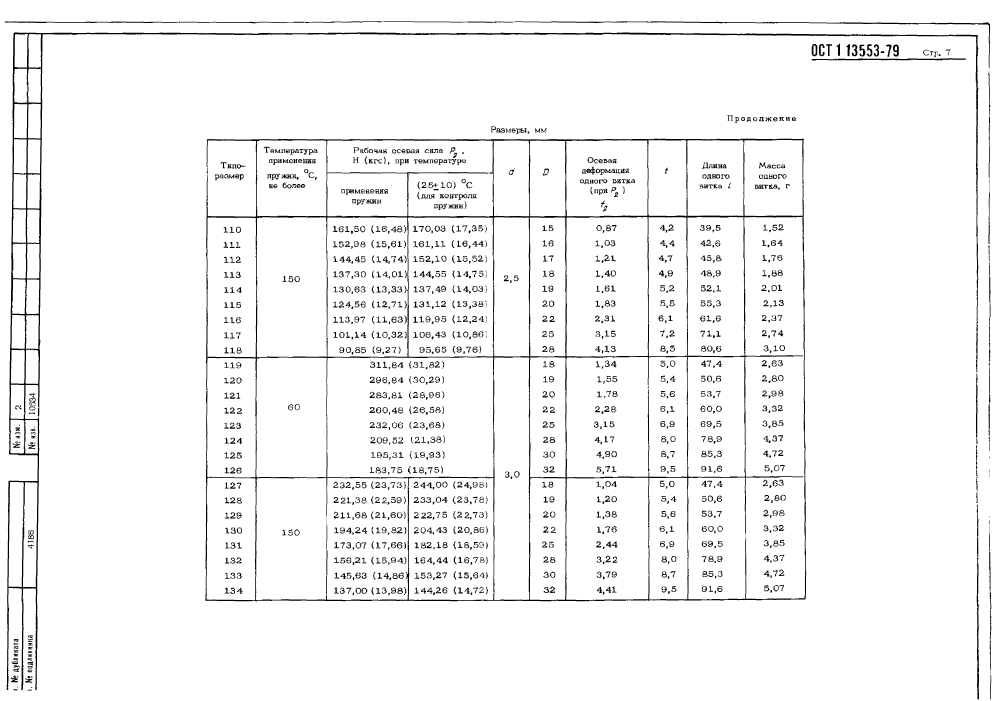 ОСТ 1 13553-79 Стр. 7
Продолжение
Размеры, мм
Типо-размер | Температура применения пружин, °С, не более | Рабочая осевая сила P₂, Н (кгс), при температуре | d | D | Осевая деформация одного витка (при P₂) f₂ | t | Длина одного витка l | Масса одного витка, г
применения пружин | (25±10) °С (для контроля пружин)
110 | 150 | 161,50 (16,48) | 170,03 (17,35) | 2,5 | 15 | 0,87 | 4,2 | 39,5 | 1,52
111 | 152,98 (15,61) | 161,11 (16,44) | 16 | 1,03 | 4,4 | 42,6 | 1,64
112 | 144,45 (14,74) | 152,10 (15,52) | 17 | 1,21 | 4,7 | 45,8 | 1,76
113 | 137,30 (14,01) | 144,55 (14,75) | 18 | 1,40 | 4,9 | 48,9 | 1,88
114 | 130,63 (13,33) | 137,49 (14,03) | 19 | 1,61 | 5,2 | 52,1 | 2,01
115 | 124,56 (12,71) | 131,12 (13,38) | 20 | 1,83 | 5,5 | 55,3 | 2,13
116 | 113,97 (11,63) | 119,95 (12,24) | 22 | 2,31 | 6,1 | 61,6 | 2,37
117 | 101,14 (10,32) | 106,43 (10,86) | 25 | 3,15 | 7,2 | 71,1 | 2,74
118 | 90,85 (9,27) | 95,65 (9,76) | 28 | 4,13 | 8,5 | 80,6 | 3,10
119 | 60 | 311,84 (31,82) | 3,0 | 18 | 1,34 | 5,0 | 47,4 | 2,63
120 | 296,84 (30,29) | 19 | 1,55 | 5,4 | 50,6 | 2,80
121 | 283,81 (28,96) | 20 | 1,78 | 5,6 | 53,7 | 2,98
122 | 260,48 (26,58) | 22 | 2,28 | 6,1 | 60,0 | 3,32
123 | 232,06 (23,68) | 25 | 3,15 | 6,9 | 69,5 | 3,85
124 | 209,52 (21,38) | 28 | 4,17 | 8,0 | 78,9 | 4,37
125 | 195,31 (19,93) | 30 | 4,90 | 8,7 | 85,3 | 4,72
126 | 183,75 (18,75) | 32 | 5,71 | 9,5 | 91,6 | 5,07
127 | 150 | 232,55 (23,73) | 244,00 (24,98) | 18 | 1,04 | 5,0 | 47,4 | 2,63
128 | 221,38 (22,59) | 233,04 (23,78) | 19 | 1,20 | 5,4 | 50,6 | 2,80
129 | 211,68 (21,60) | 222,75 (22,73) | 20 | 1,38 | 5,6 | 53,7 | 2,98
130 | 194,24 (19,82) | 204,43 (20,86) | 22 | 1,76 | 6,1 | 60,0 | 3,32
131 | 173,07 (17,66) | 182,18 (18,59) | 25 | 2,44 | 6,9 | 69,5 | 3,85
132 | 156,21 (15,94) | 164,44 (16,78) | 28 | 3,22 | 8,0 | 78,9 | 4,37
133 | 145,63 (14,86) | 153,27 (15,64) | 30 | 3,79 | 8,7 | 85,3 | 4,72
134 | 137,00 (13,98) | 144,26 (14,72) | 32 | 4,41 | 9,5 | 91,6 | 5,07
№ изм. 2
№ изв. 10634
№ дубликата
№ подлинника 4186